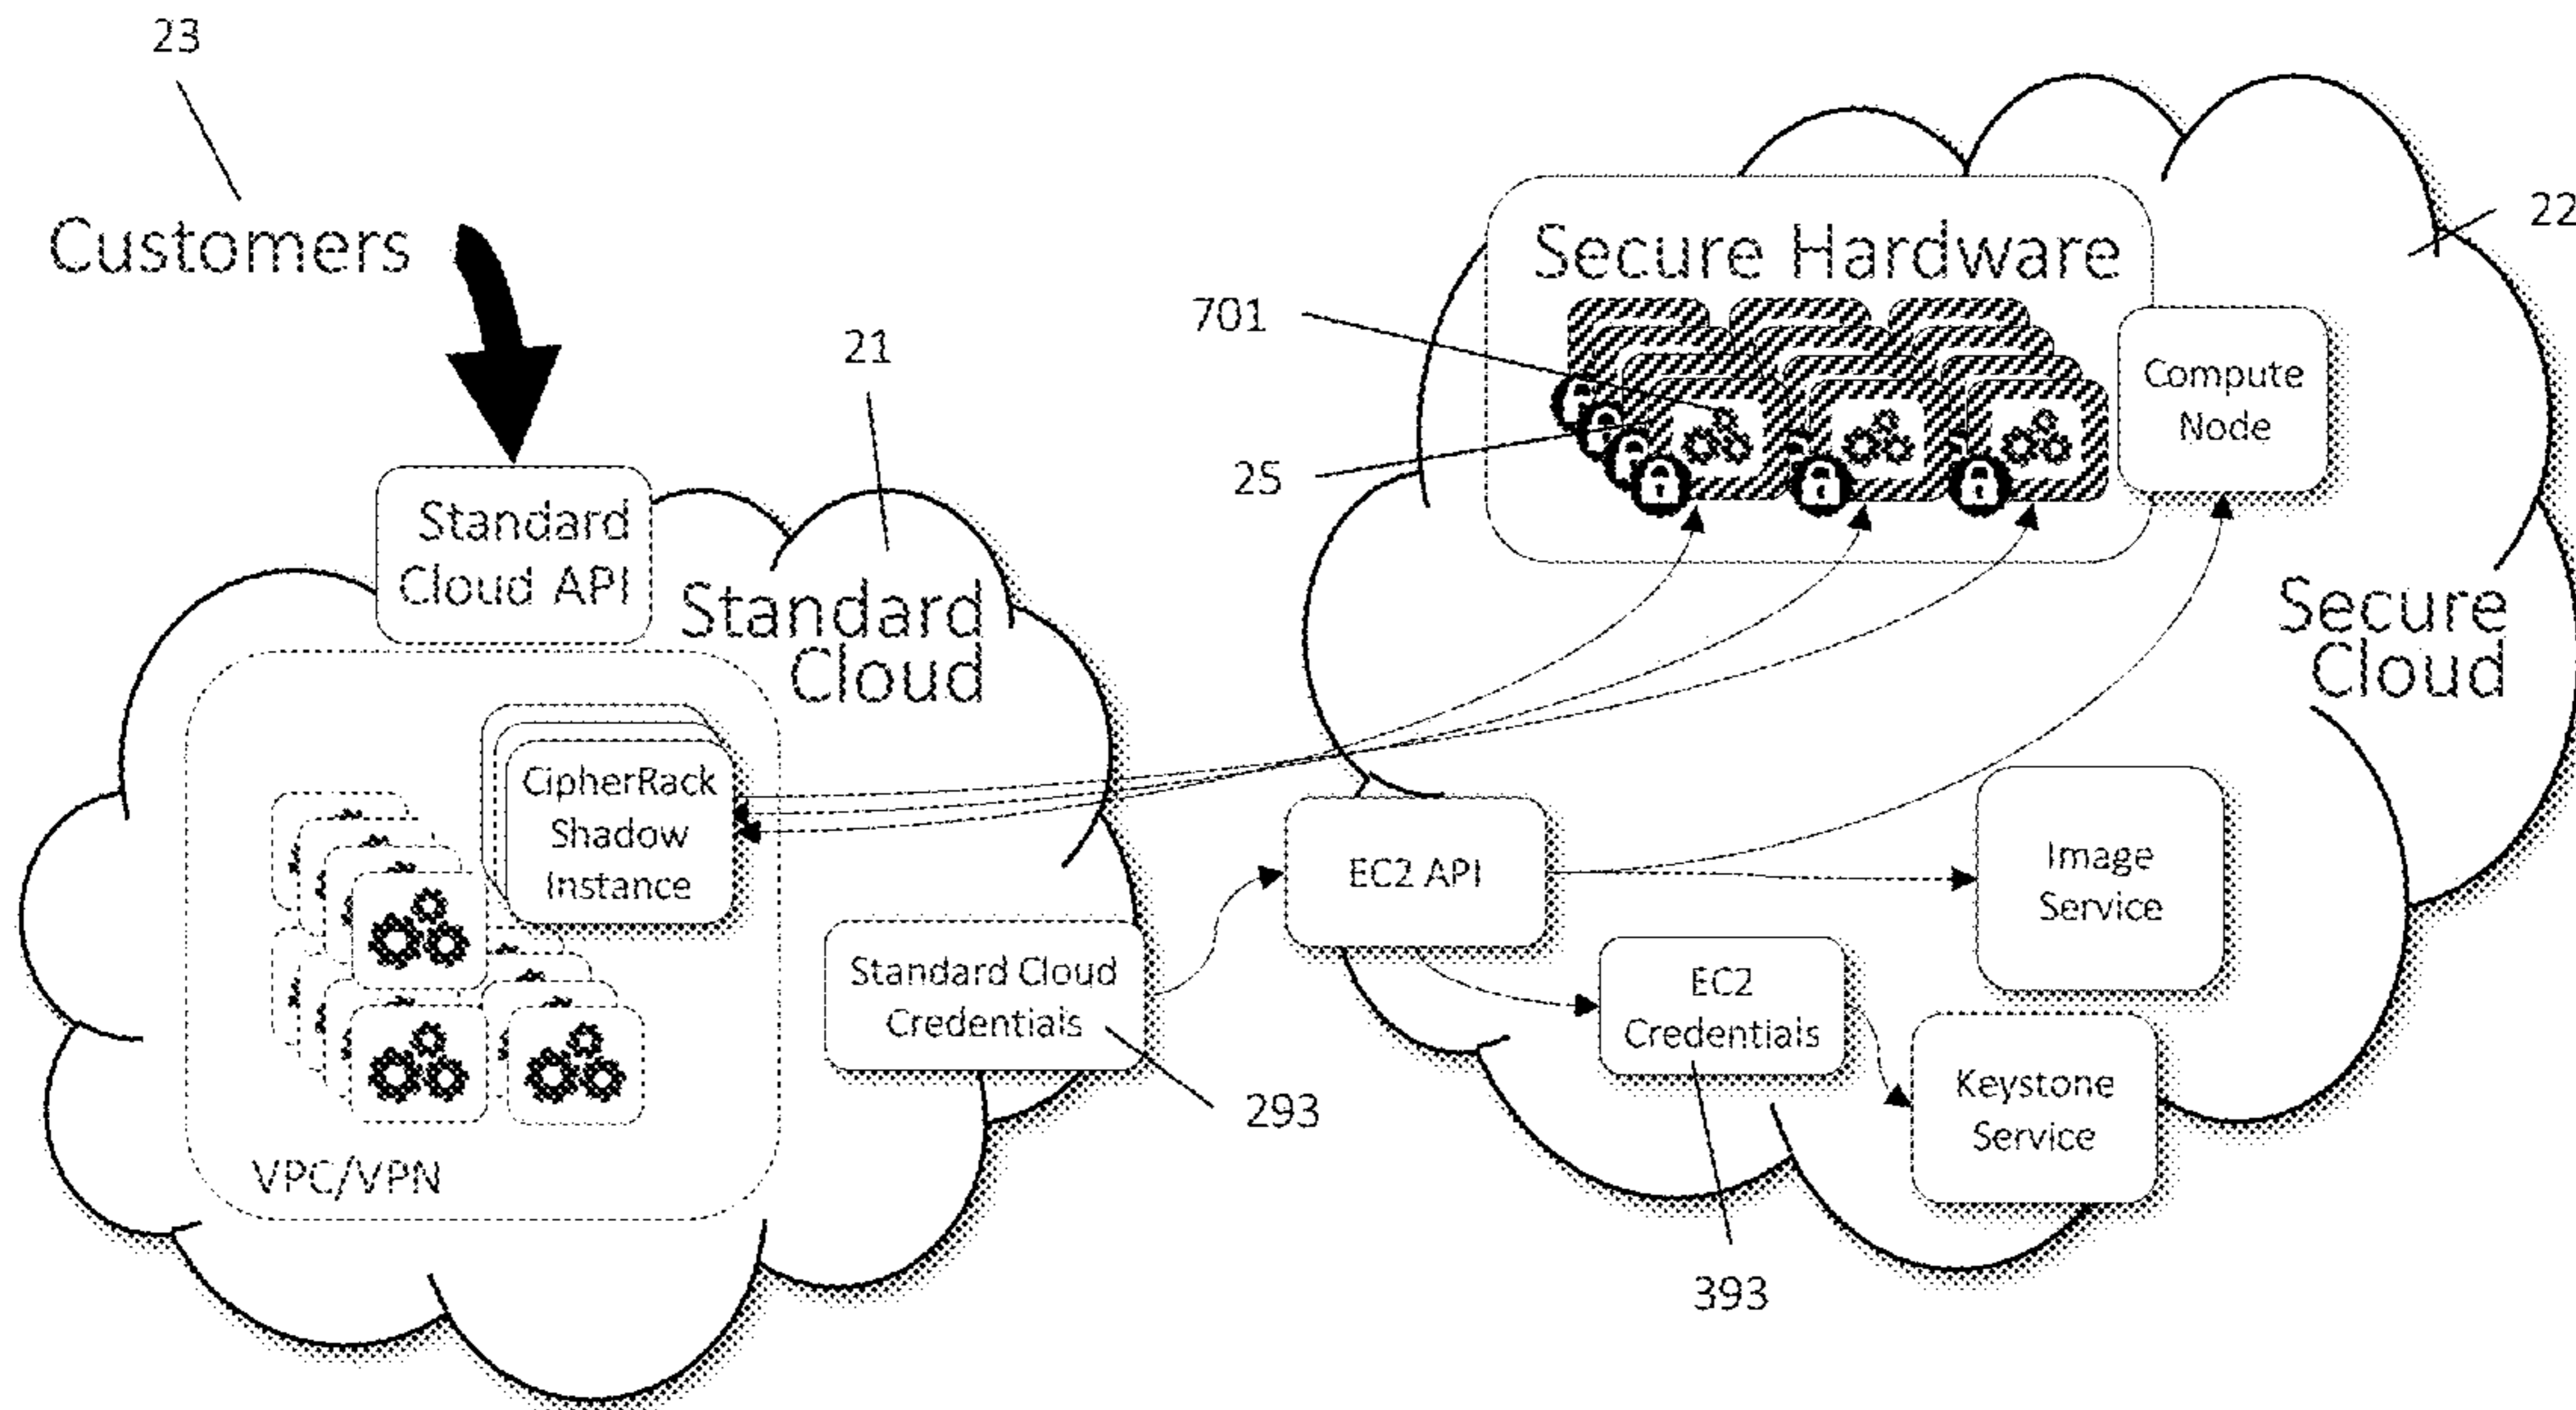 23
Customers
21
Standard
Cloud API
Standard
Cloud
CipherRack
Shadow
Instance
VPC/VPN
Standard Cloud
Credentials
293
22
Secure Hardware
701
25
Compute
Node
Secure
Cloud
EC2 API
Image
Service
EC2
Credentials
393
Keystone
Service